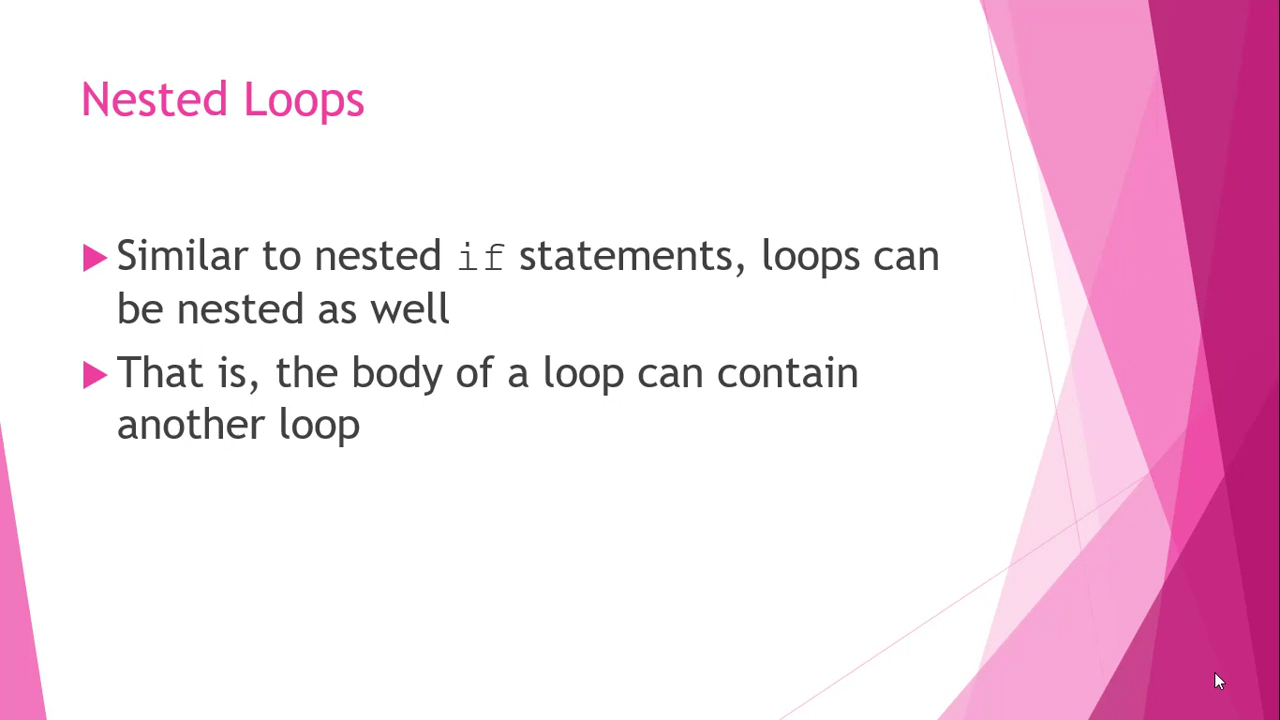 Nested Loops
Similar to nested if statements, loops can
be nested as well
That is, the body of a loop can contain
another loop